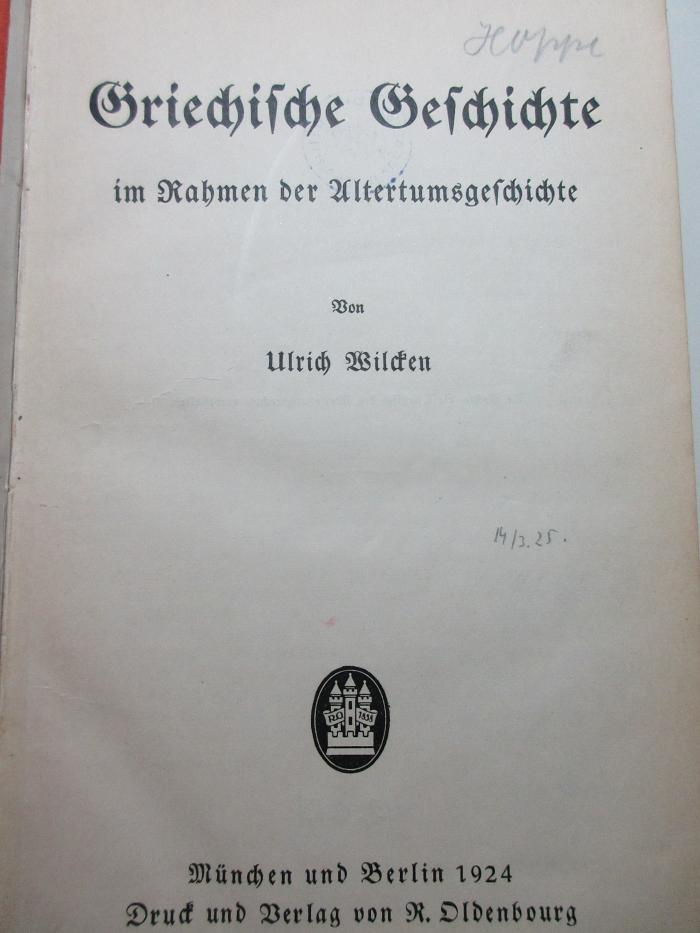 Hoppe
Griechische Geschichte
im Rahmen der Altertumsgeschichte
Von
Ulrich Wilcken
14/3.25.
R.O. 1858
München und Berlin 1924
Druck und Verlag von R. Oldenbourg